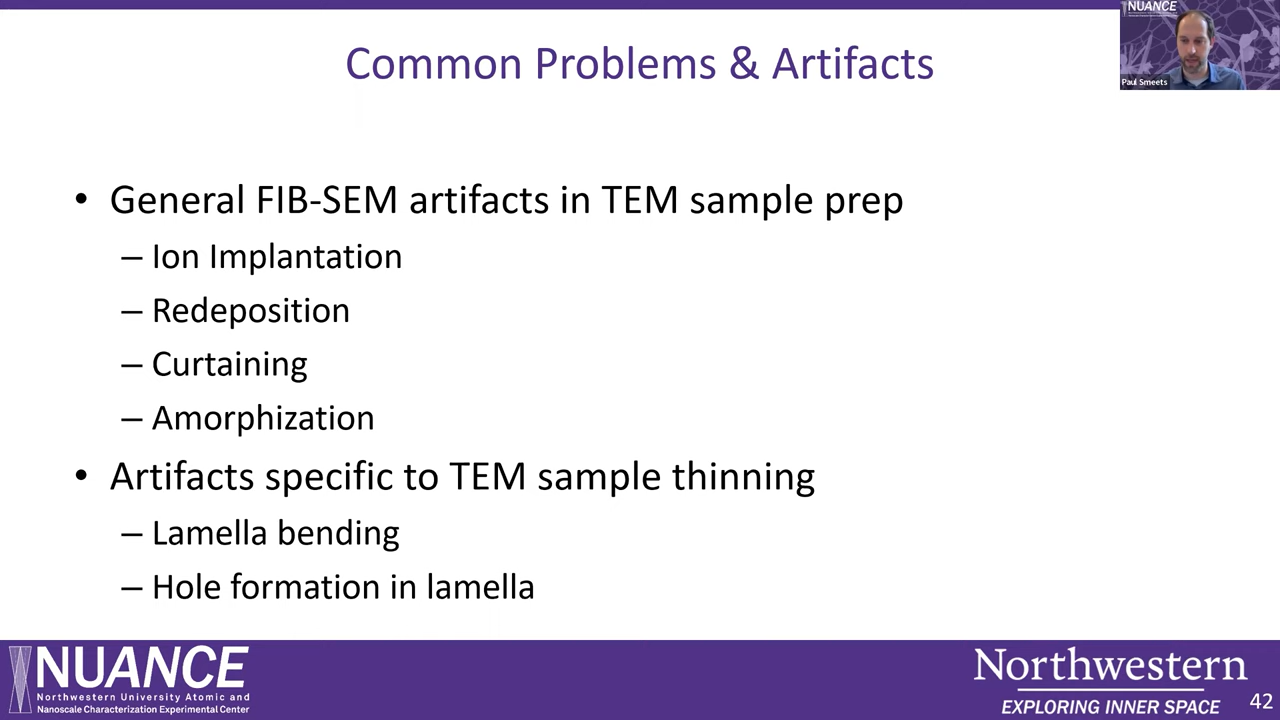 NUANCE
Common Problems & Artifacts
Paul Smeets
• General FIB-SEM artifacts in TEM sample prep
– Ion Implantation
– Redeposition
– Curtaining
– Amorphization
• Artifacts specific to TEM sample thinning
– Lamella bending
– Hole formation in lamella
NUANCE
Northwestern University Atomic and
Nanoscale Characterization Experimental Center
Northwestern
EXPLORING INNER SPACE
42